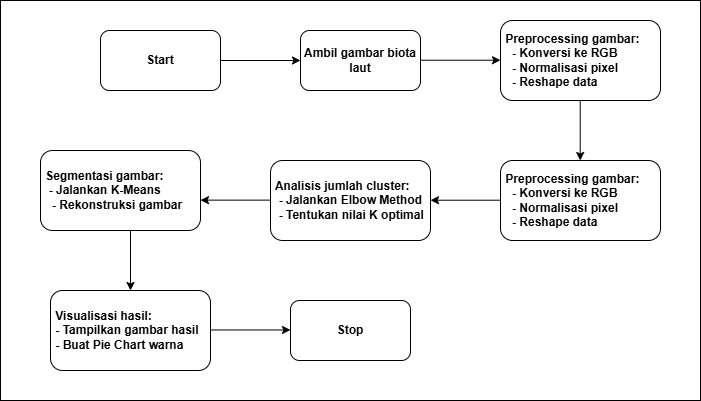 Start
Ambil gambar biota
laut
Preprocessing gambar:
- Konversi ke RGB
- Normalisasi pixel
- Reshape data
Preprocessing gambar:
- Konversi ke RGB
- Normalisasi pixel
- Reshape data
Analisis jumlah cluster:
- Jalankan Elbow Method
- Tentukan nilai K optimal
Segmentasi gambar:
- Jalankan K-Means
- Rekonstruksi gambar
Visualisasi hasil:
- Tampilkan gambar hasil
- Buat Pie Chart warna
Stop